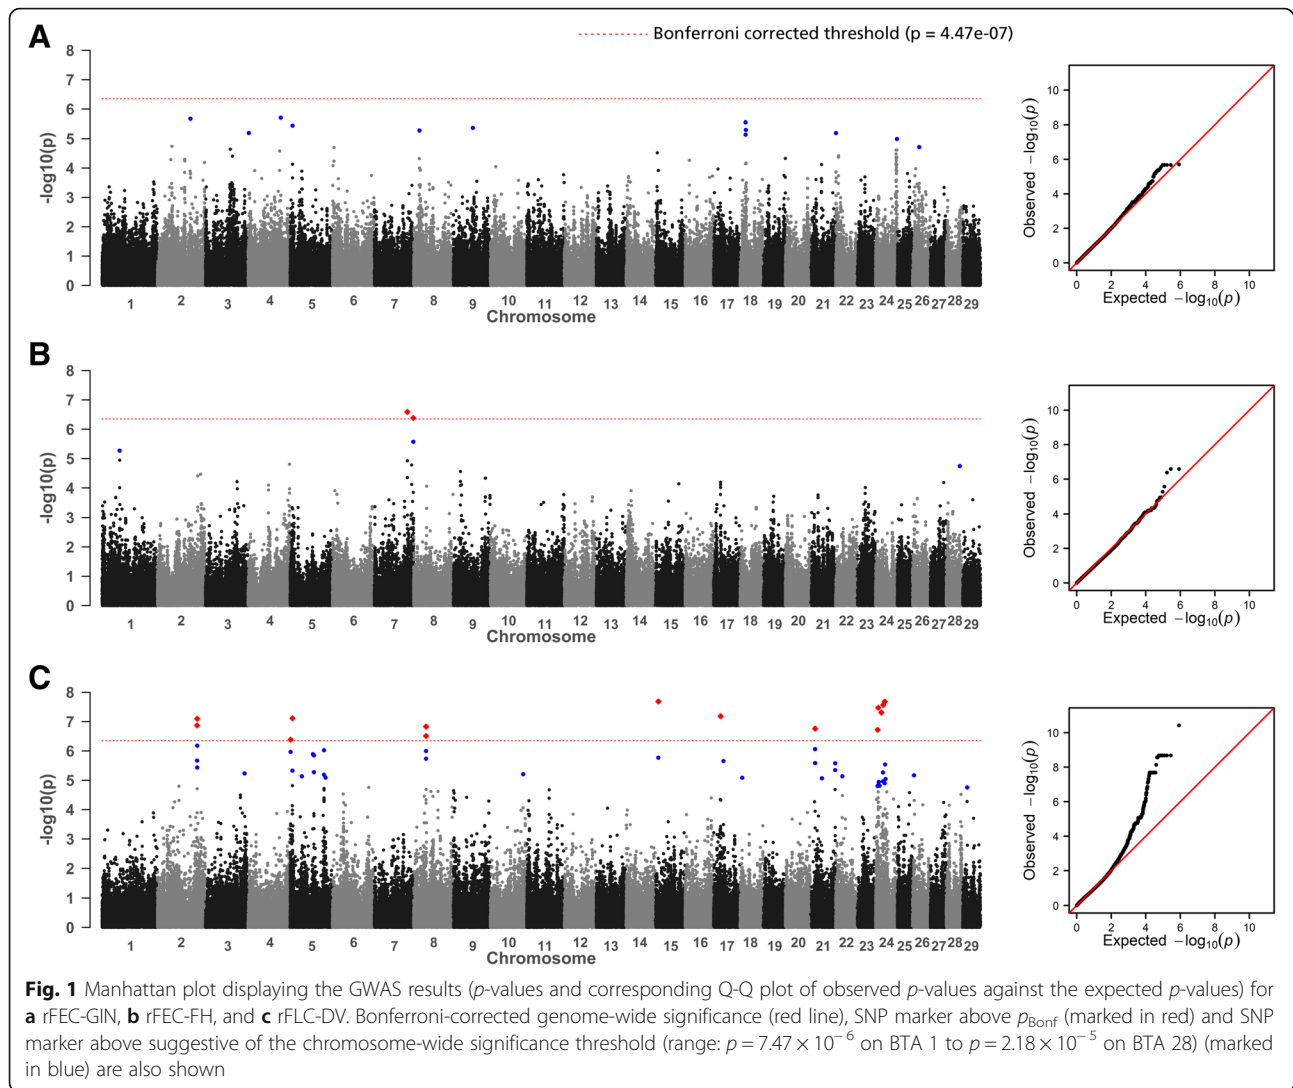 A
Bonferroni corrected threshold (p = 4.47e-07)
8
7
6
5
4
3
2
1
0
-log10(p)
1 2 3 4 5 6 7 8 9 10 11 12 13 14 15 16 17 18 19 20 21 22 23 24 25 26 27 28 29
Chromosome
10
8
6
4
2
0
Observed −log10(p)
0 2 4 6 8 10
Expected −log10(p)
B
8
7
6
5
4
3
2
1
0
-log10(p)
1 2 3 4 5 6 7 8 9 10 11 12 13 14 15 16 17 18 19 20 21 22 23 24 25 26 27 28 29
Chromosome
10
8
6
4
2
0
Observed −log10(p)
0 2 4 6 8 10
Expected −log10(p)
C
8
7
6
5
4
3
2
1
0
-log10(p)
1 2 3 4 5 6 7 8 9 10 11 12 13 14 15 16 17 18 19 20 21 22 23 24 25 26 27 28 29
Chromosome
10
8
6
4
2
0
Observed −log10(p)
0 2 4 6 8 10
Expected −log10(p)
Fig. 1 Manhattan plot displaying the GWAS results (p-values and corresponding Q-Q plot of observed p-values against the expected p-values) for
a rFEC-GIN, b rFEC-FH, and c rFLC-DV. Bonferroni-corrected genome-wide significance (red line), SNP marker above pBonf (marked in red) and SNP
marker above suggestive of the chromosome-wide significance threshold (range: p = 7.47 × 10⁻⁶ on BTA 1 to p = 2.18 × 10⁻⁵ on BTA 28) (marked
in blue) are also shown